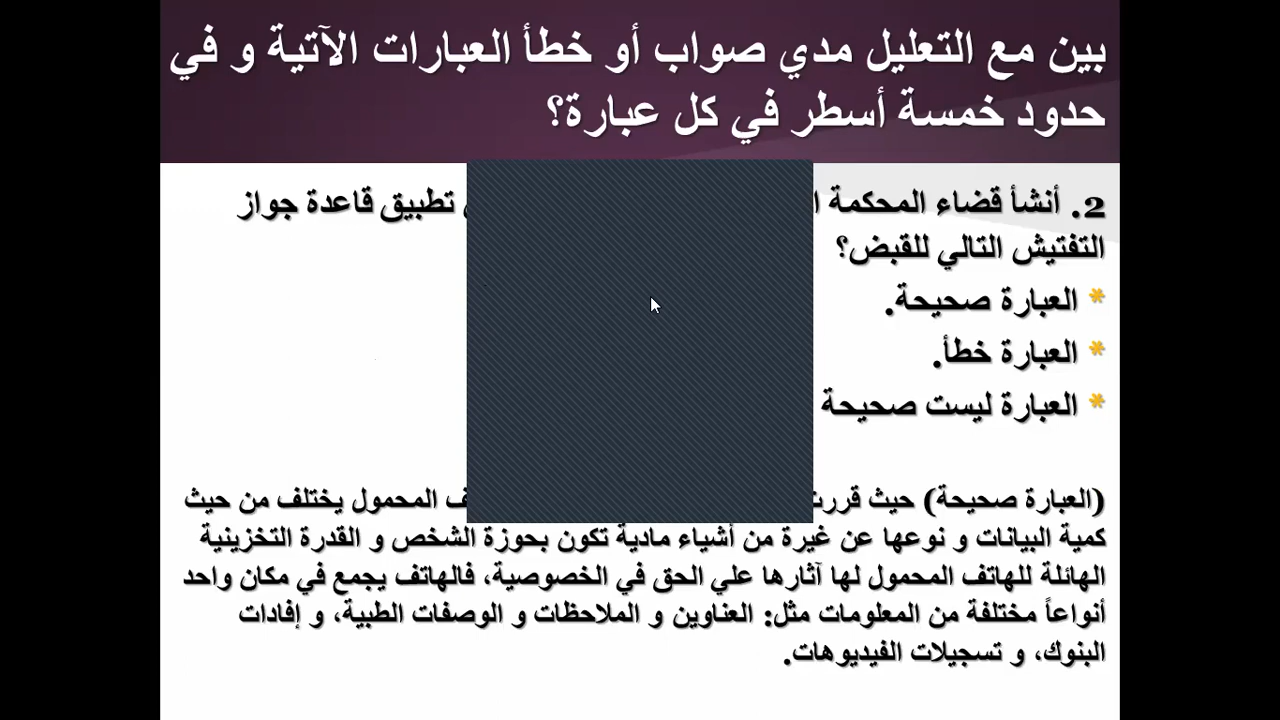 بين مع التعليل مدي صواب أو خطأ العبارات الآتية و في
حدود خمسة أسطر في كل عبارة؟
2. أنشأ قضاء المحكمة تطبيق قاعدة جواز
التفتيش التالي للقبض؟
* العبارة صحيحة.
* العبارة خطأ.
* العبارة ليست صحيحة
(العبارة صحيحة) حيث المحمول يختلف من حيث
كمية البيانات و نوعها عن غيرة من أشياء مادية تكون بحوزة الشخص و القدرة التخزينية
الهائلة للهاتف المحمول لها آثارها علي الحق في الخصوصية، فالهاتف يجمع في مكان واحد
أنواعاً مختلفة من المعلومات مثل: العناوين و الملاحظات و الوصفات الطبية، و إفادات
البنوك، و تسجيلات الفيديوهات.